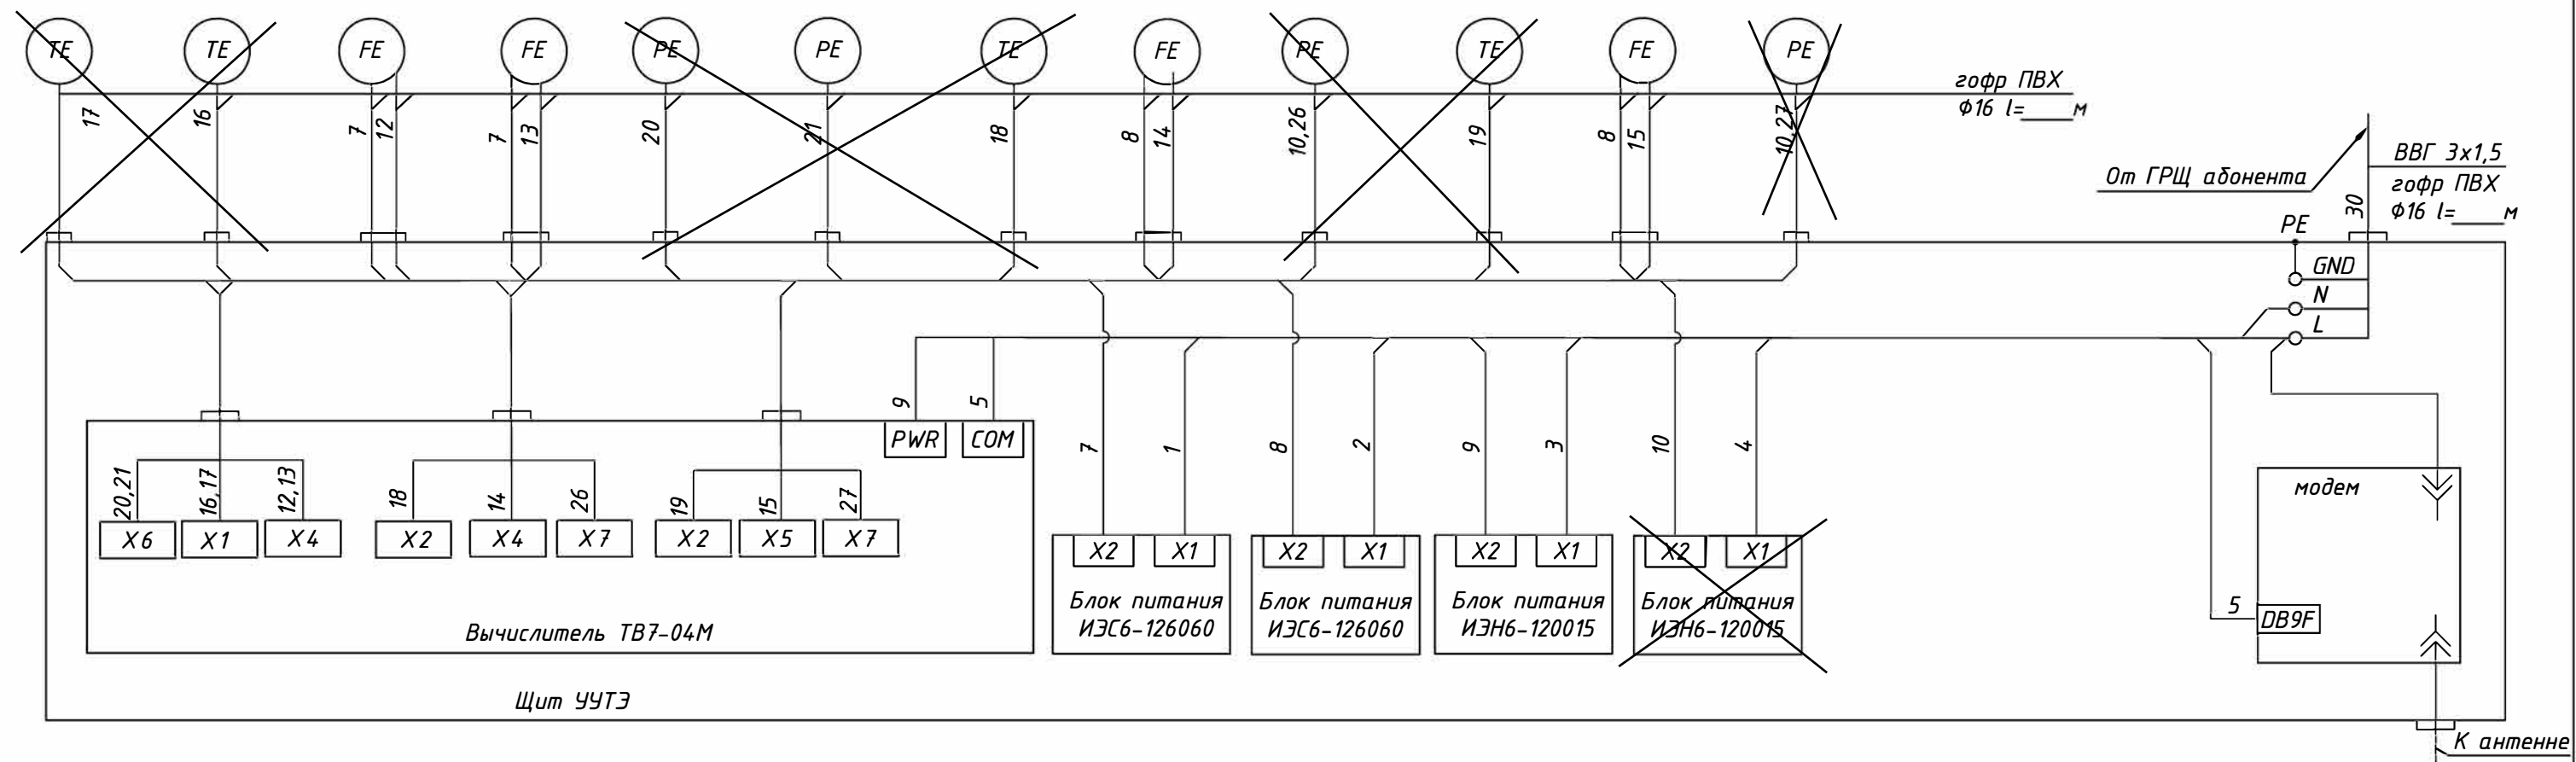 TE TE FE FE PE PE TE FE PE TE FE PE
гофр ПВХ
Ф16 l=____м
17 16 7 12 7 13 20 21 18 8 14 10,26 19 8 15 10,27
ВВГ 3х1,5
От ГРЩ абонента
гофр ПВХ
Ф16 l=____м
30
PE
GND
N
L
9 5
PWR COM
7 1 8 2 9 3 10 4
20,21 16,17 12,13 18 14 26 19 15 27
X6 X1 X4 X2 X4 X7 X2 X5 X7
модем
X2 X1 X2 X1 X2 X1 X2 X1
Блок питания
ИЭС6-126060
Блок питания
ИЭС6-126060
Блок питания
ИЭН6-120015
Блок питания
ИЭН6-120015
5
DB9F
Вычислитель ТВ7-04М
Щит УУТЭ
К антенне